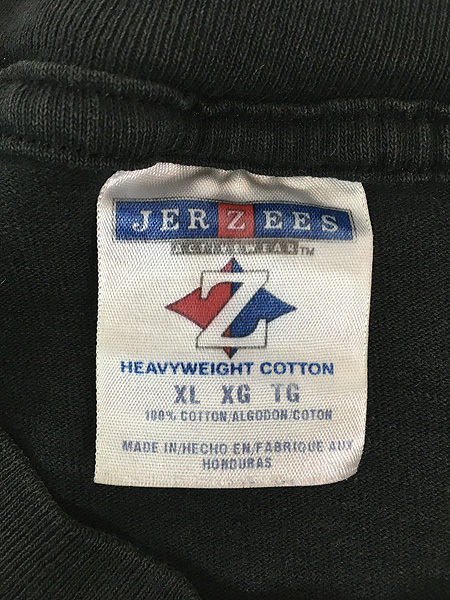 JERZEES
ACTIVEWEAR™
Z
HEAVYWEIGHT COTTON
XL XG TG
100% COTTON/ALGODON/COTON
MADE IN/HECHO EN/FABRIQUE AUX
HONDURAS